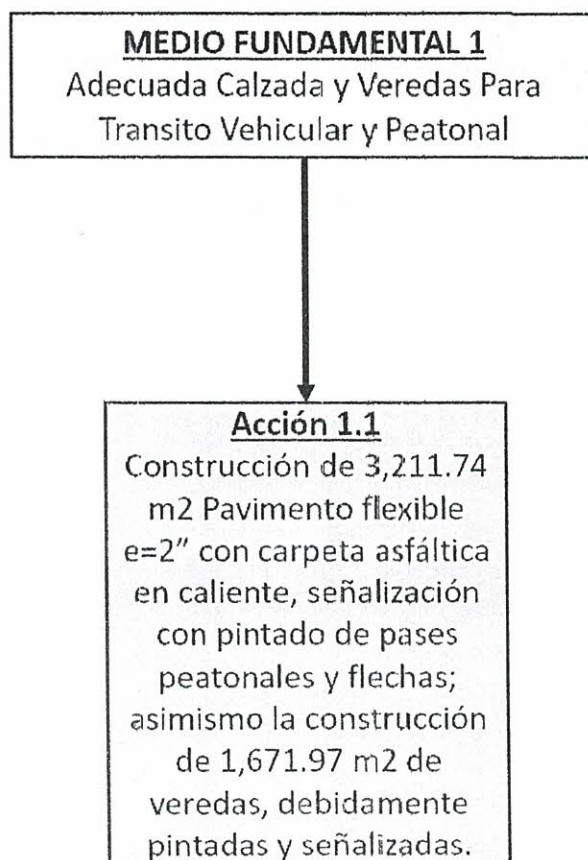 MEDIO FUNDAMENTAL 1
Adecuada Calzada y Veredas Para
Transito Vehicular y Peatonal
Acción 1.1
Construcción de 3,211.74
m2 Pavimento flexible
e=2" con carpeta asfáltica
en caliente, señalización
con pintado de pases
peatonales y flechas;
asimismo la construcción
de 1,671.97 m2 de
veredas, debidamente
pintadas y señalizadas.